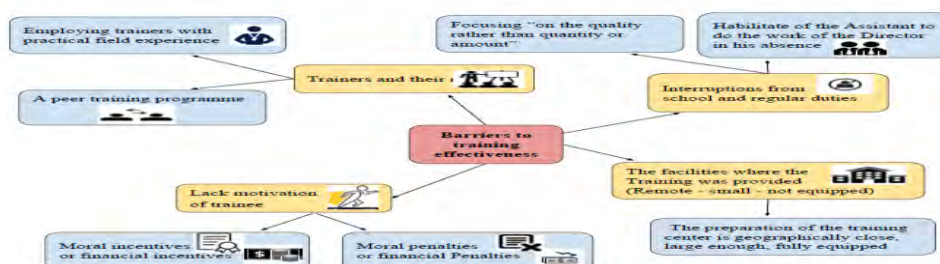 Employing trainers with
practical field experience
Focusing "on the quality
rather than quantity or
amount"
Habilitate of the Assistant to
do the work of the Director
in his absence
Trainers and their
A peer training programme
Interruptions from
school and regular duties
Barriers to
training
effectiveness
Lack motivation
of trainee
The facilities where the
Training was provided
(Remote - small - not equipped)
Moral incentives
or financial incentives
Moral penalties
or financial Penalties
The preparation of the training
center is geographically close,
large enough, fully equipped